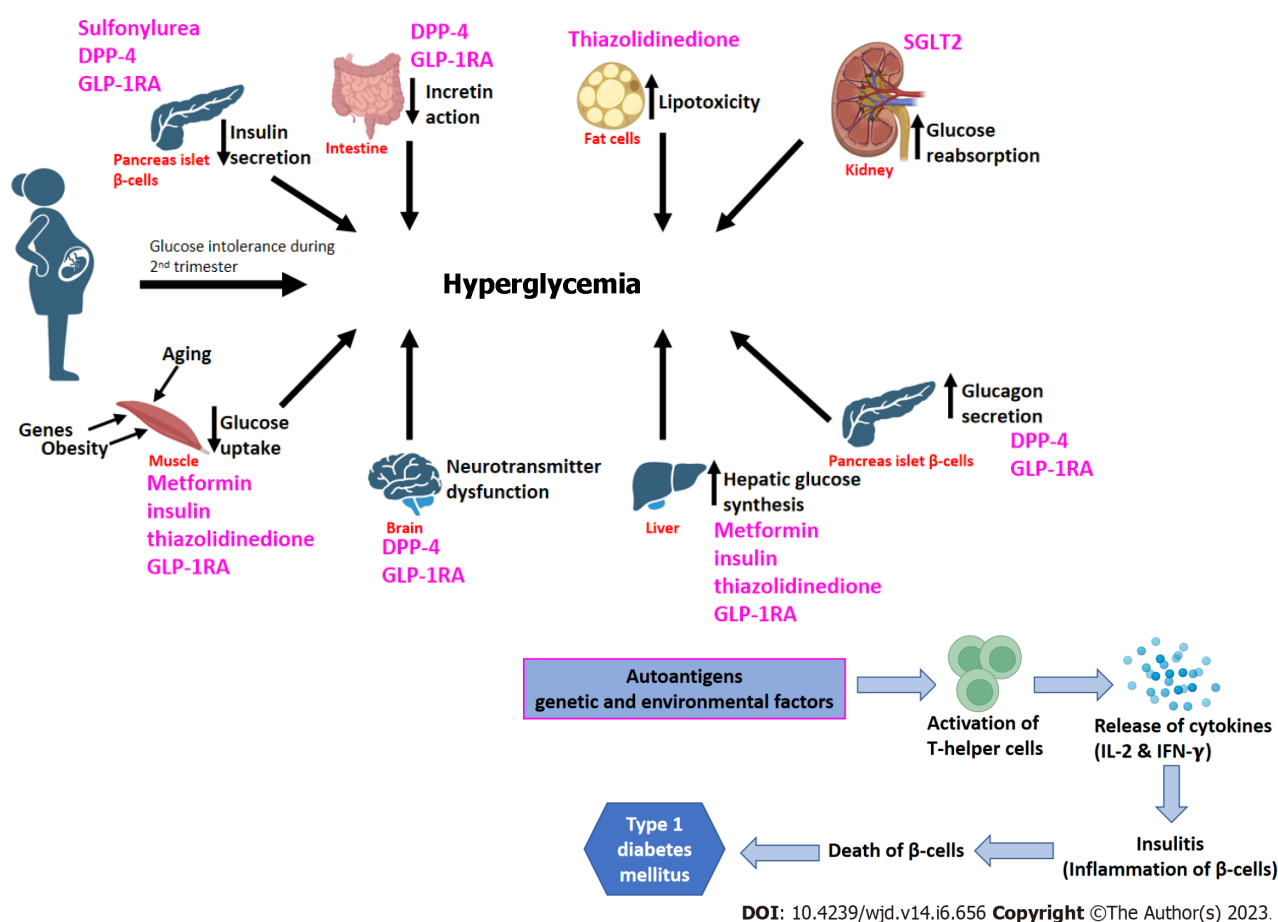 Sulfonylurea
DPP-4
GLP-1RA
Insulin
secretion
Pancreas islet
β-cells
DPP-4
GLP-1RA
Incretin
action
Intestine
Thiazolidinedione
Lipotoxicity
Fat cells
SGLT2
Glucose
reabsorption
Kidney
Glucose intolerance during
2nd trimester
Hyperglycemia
Aging
Genes
Obesity
Glucose
uptake
Muscle
Metformin
insulin
thiazolidinedione
GLP-1RA
Neurotransmitter
dysfunction
Brain
DPP-4
GLP-1RA
Hepatic glucose
synthesis
Liver
Metformin
insulin
thiazolidinedione
GLP-1RA
Glucagon
secretion
Pancreas islet β-cells
DPP-4
GLP-1RA
Autoantigens
genetic and environmental factors
Activation of
T-helper cells
Release of cytokines
(IL-2 & IFN-γ)
Insulitis
(Inflammation of β-cells)
Death of β-cells
Type 1
diabetes
mellitus
DOI: 10.4239/wjd.v14.i6.656 Copyright ©The Author(s) 2023.